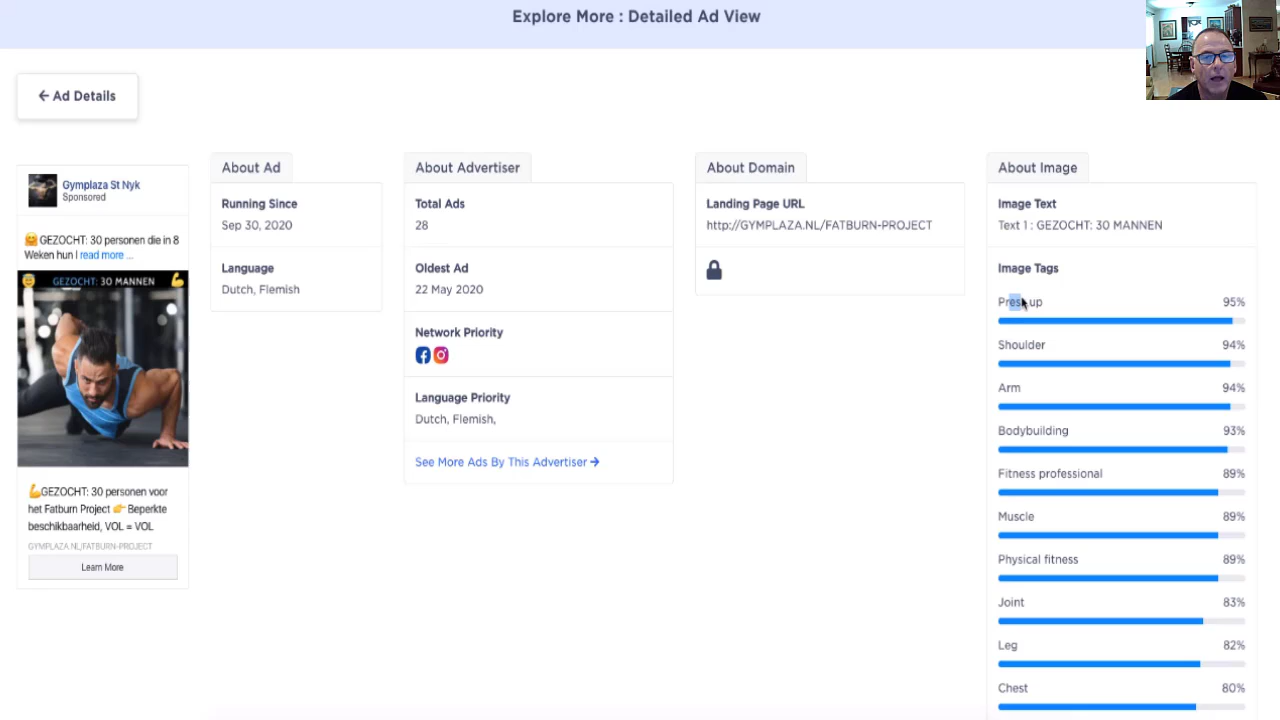 Explore More : Detailed Ad View
← Ad Details
Gymplaza St Nyk
Sponsored
🤗 GEZOCHT: 30 personen die in 8
Weken hun l read more ...
GEZOCHT: 30 MANNEN
💪GEZOCHT: 30 personen voor
het Fatburn Project 👉 Beperkte
beschikbaarheid, VOL = VOL
GYMPLAZA.NL/FATBURN-PROJECT
Learn More
About Ad
Running Since
Sep 30, 2020
Language
Dutch, Flemish
About Advertiser
Total Ads
28
Oldest Ad
22 May 2020
Network Priority
Language Priority
Dutch, Flemish,
See More Ads By This Advertiser →
About Domain
Landing Page URL
http://GYMPLAZA.NL/FATBURN-PROJECT
About Image
Image Text
Text 1 : GEZOCHT: 30 MANNEN
Image Tags
Press up 95%
Shoulder 94%
Arm 94%
Bodybuilding 93%
Fitness professional 89%
Muscle 89%
Physical fitness 89%
Joint 83%
Leg 82%
Chest 80%